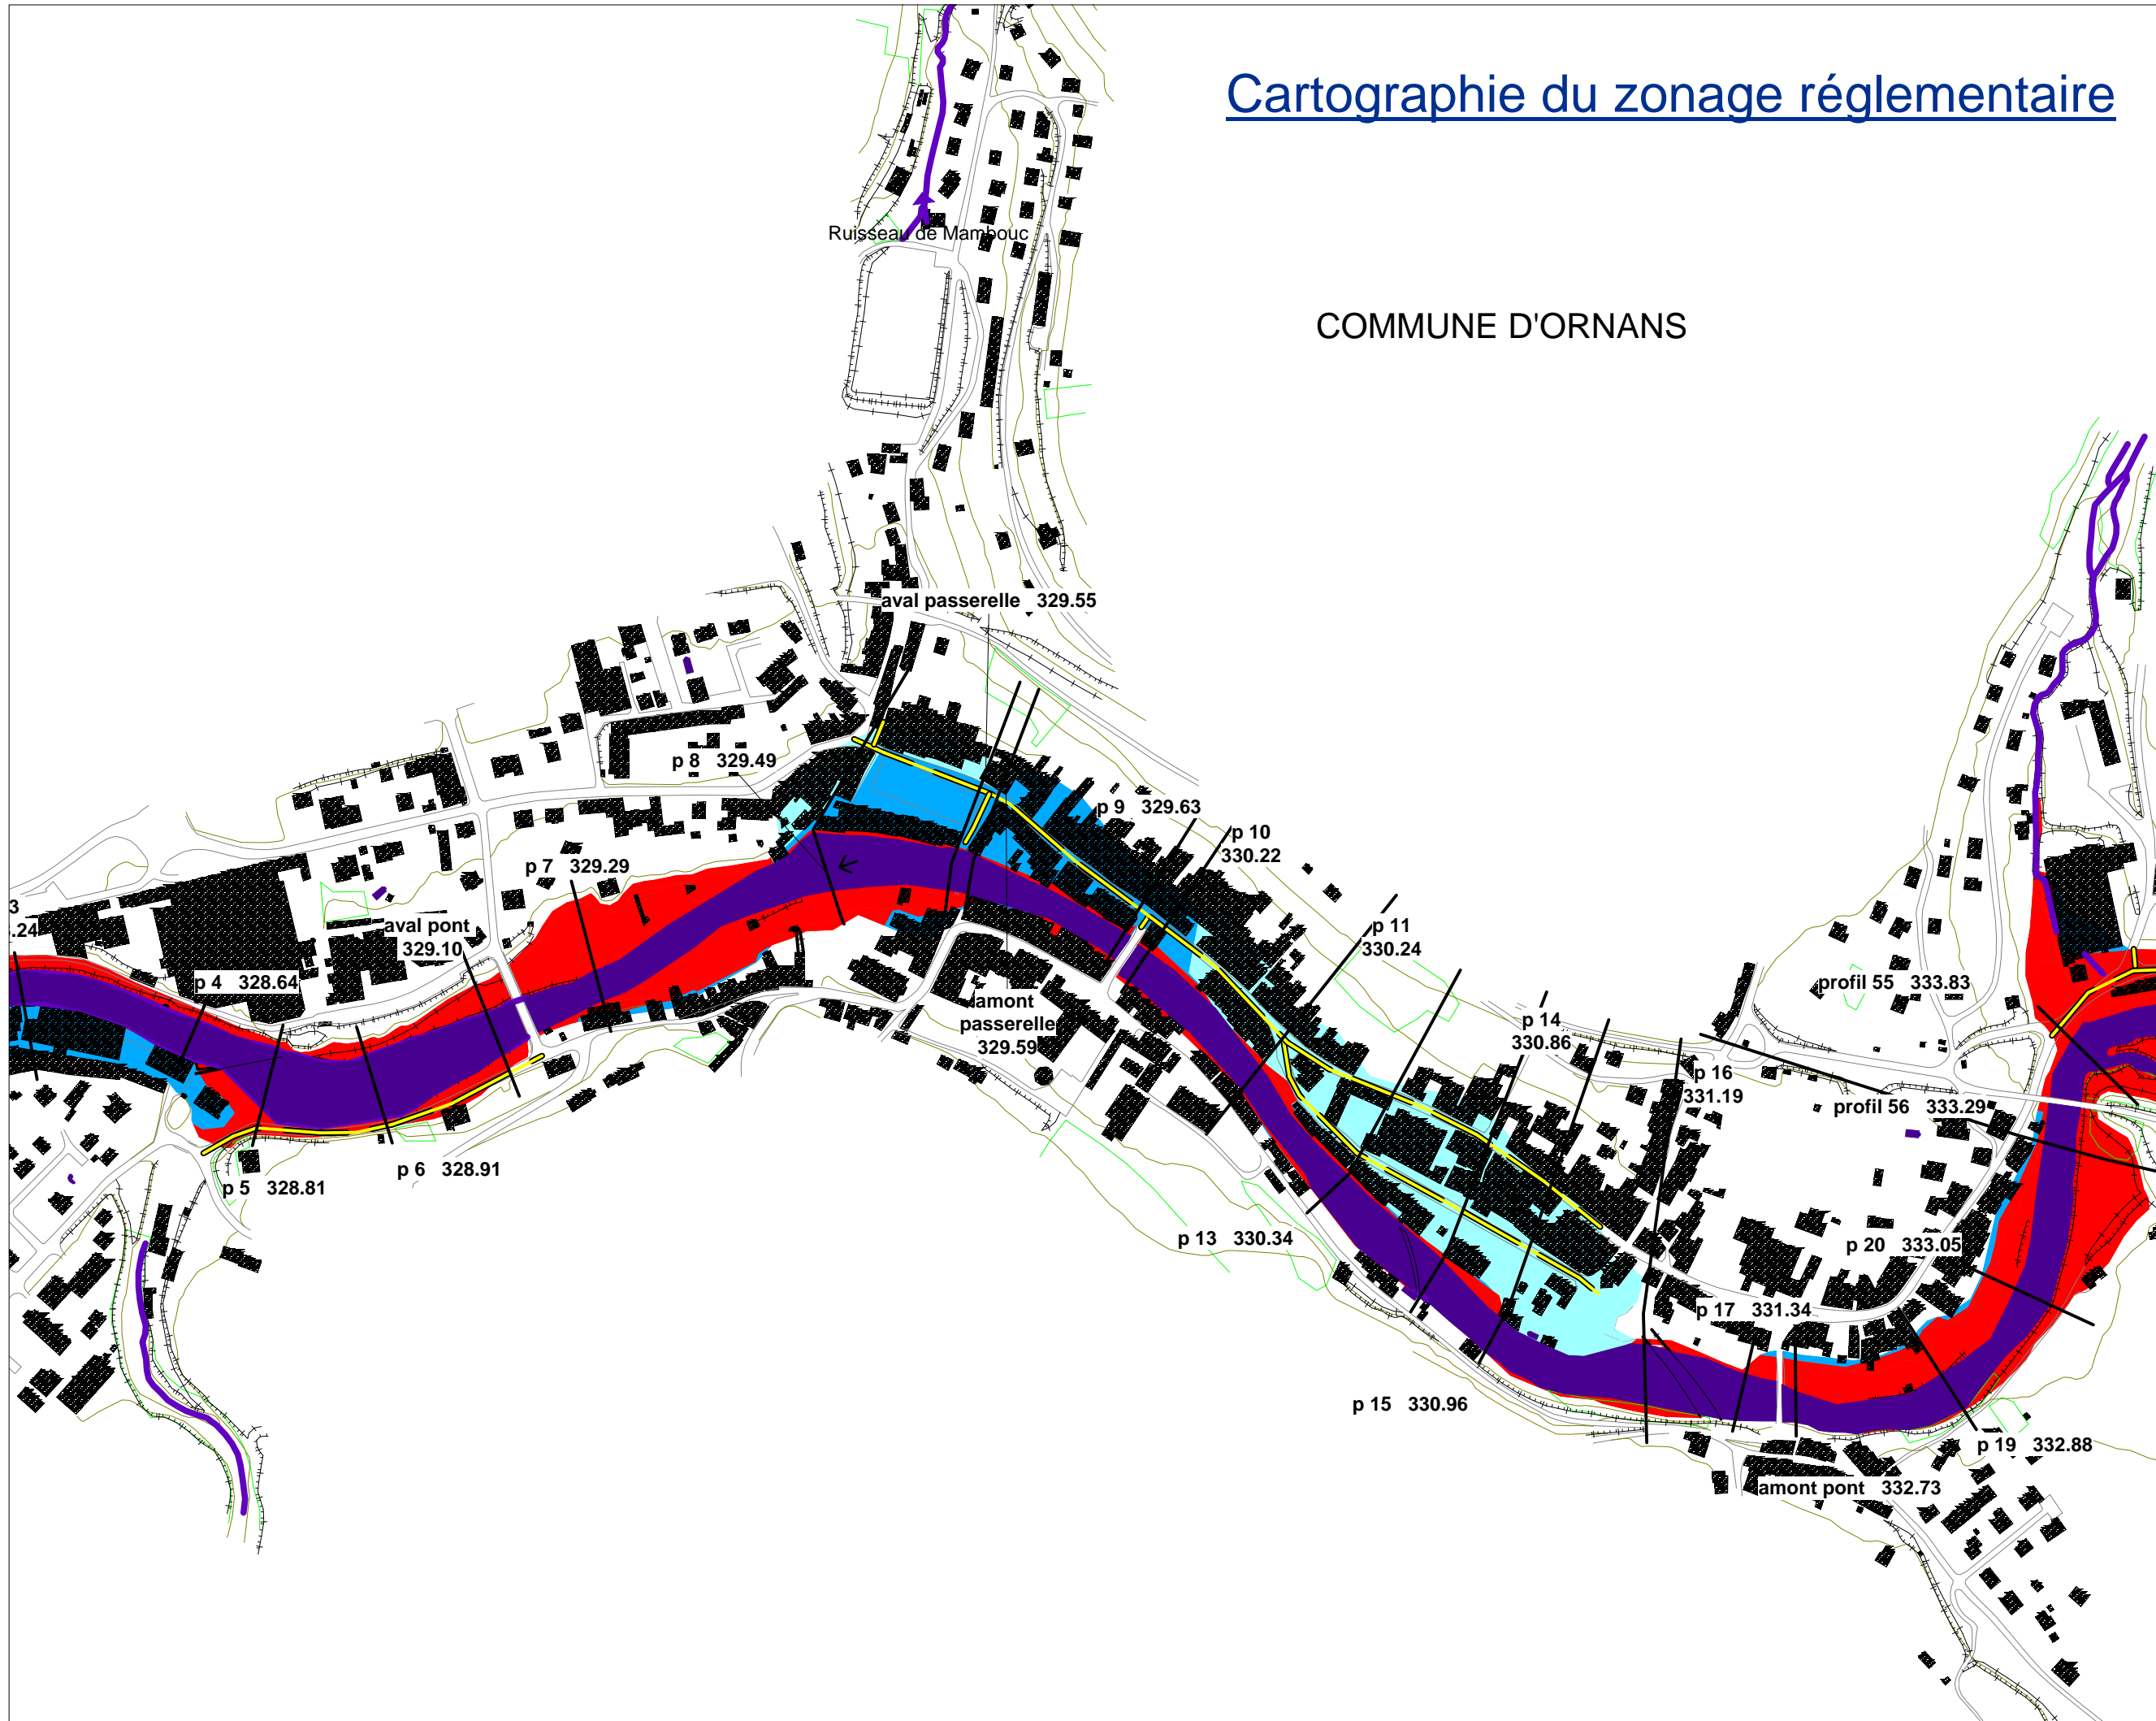 Cartographie du zonage réglementaire
Ruisseau de Mambouc
COMMUNE D'ORNANS
aval passerelle 329.55
p 8 329.49
p 9 329.63
p 10
330.22
p 7 329.29
3
.24
aval pont
329.10
p 11
330.24
p 4 328.64
profil 55 333.83
amont
passerelle
329.59
p 14
330.86
p 16
331.19
profil 56 333.29
p 6 328.91
p 5 328.81
p 13 330.34
p 20 333.05
p 17 331.34
p 15 330.96
p 19 332.88
amont pont 332.73